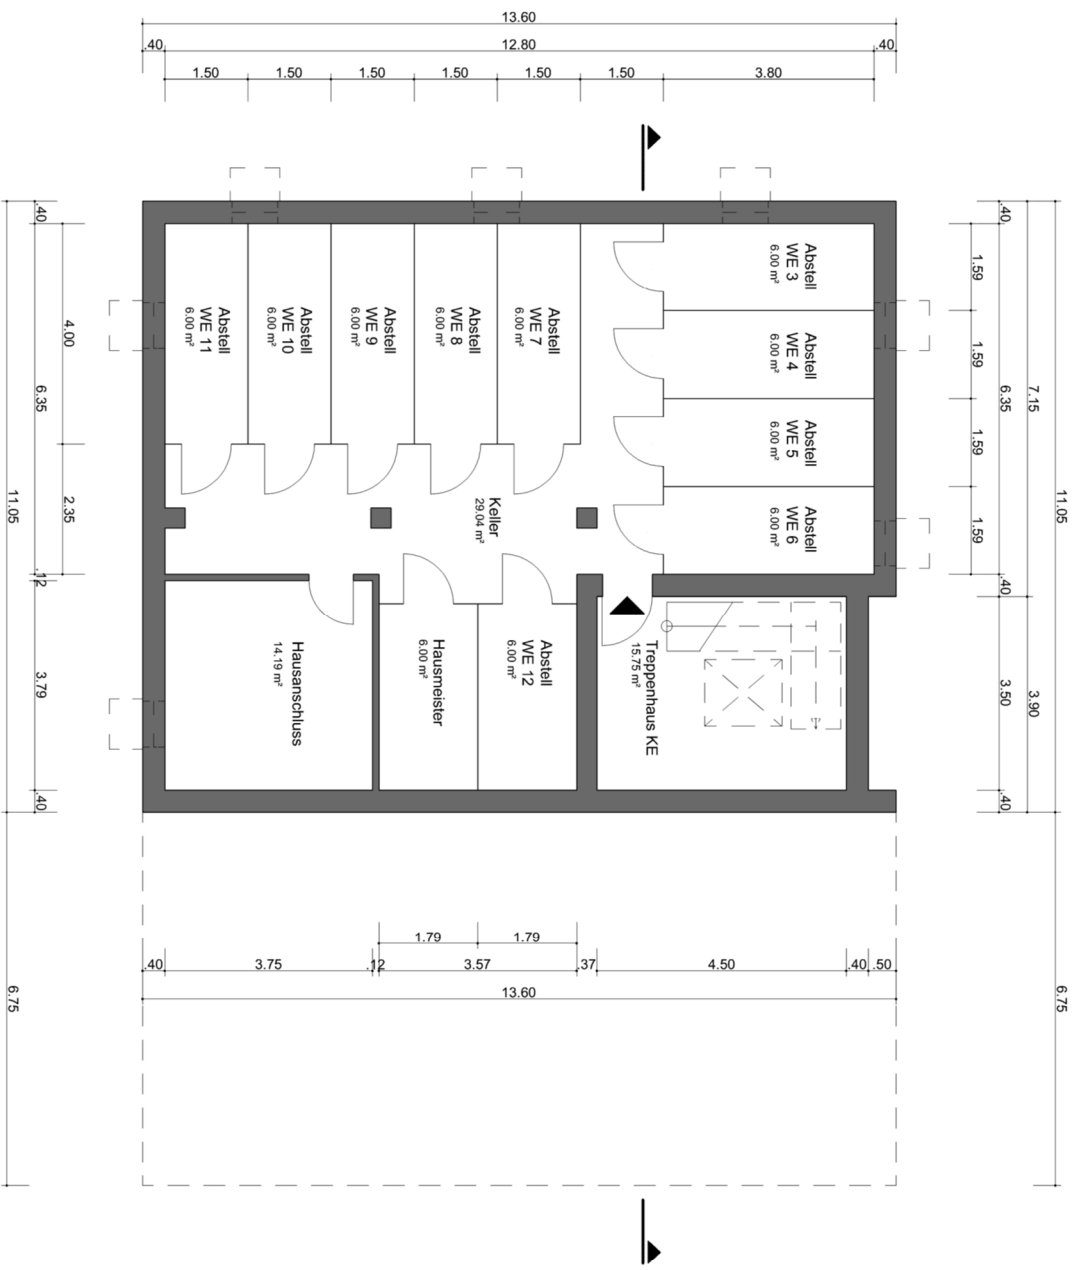 13.60
.40
12.80
.40
1.50
1.50
1.50
1.50
1.50
1.50
3.80
.40
4.00
6.35
2.35
.12
3.79
.40
11.05
6.75
.40
1.59
1.59
1.59
1.59
6.35
7.15
.40
3.50
3.90
.40
11.05
6.75
Abstell
WE 11
6.00 m²
Abstell
WE 10
6.00 m²
Abstell
WE 9
6.00 m²
Abstell
WE 8
6.00 m²
Abstell
WE 7
6.00 m²
Abstell
WE 3
6.00 m²
Abstell
WE 4
6.00 m²
Abstell
WE 5
6.00 m²
Abstell
WE 6
6.00 m²
Keller
29.04 m²
Hausanschluss
14.19 m²
Hausmeister
6.00 m²
Abstell
WE 12
6.00 m²
Treppenhaus KE
15.75 m²
1.79
1.79
.40
3.75
.12
3.57
.37
4.50
.40
.50
13.60